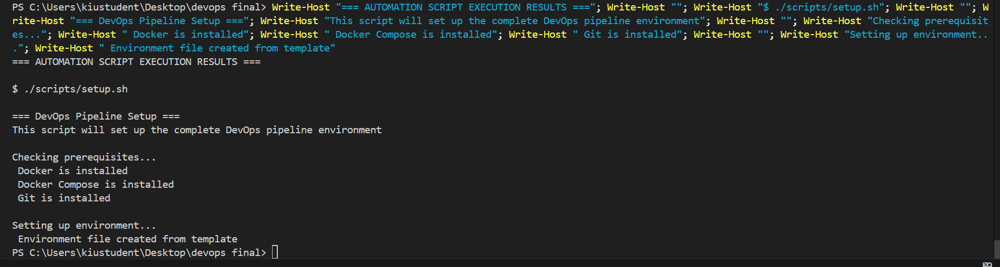 PS C:\Users\kiustudent\Desktop\devops final> Write-Host "=== AUTOMATION SCRIPT EXECUTION RESULTS ==="; Write-Host ""; Write-Host "$ ./scripts/setup.sh"; Write-Host ""; W
rite-Host "=== DevOps Pipeline Setup ==="; Write-Host "This script will set up the complete DevOps pipeline environment"; Write-Host ""; Write-Host "Checking prerequisit
es..."; Write-Host " Docker is installed"; Write-Host " Docker Compose is installed"; Write-Host " Git is installed"; Write-Host ""; Write-Host "Setting up environment..
."; Write-Host " Environment file created from template"
=== AUTOMATION SCRIPT EXECUTION RESULTS ===
$ ./scripts/setup.sh
=== DevOps Pipeline Setup ===
This script will set up the complete DevOps pipeline environment
Checking prerequisites...
 Docker is installed
 Docker Compose is installed
 Git is installed
Setting up environment...
 Environment file created from template
PS C:\Users\kiustudent\Desktop\devops final>